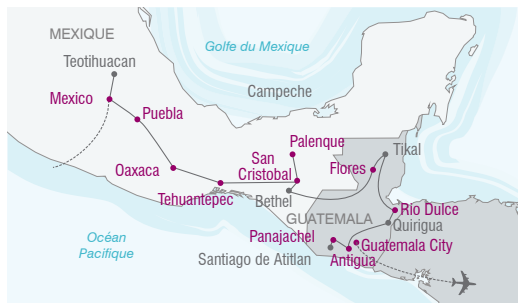 MEXIQUE
Golfe du Mexique
Teotihuacan
Campeche
Mexico
Puebla
Palenque
Tikal
San
Cristobal
Oaxaca
Flores
Tehuantepec
Bethel
Rio Dulce
GUATEMALA
Quirigua
Océan
Pacifique
Panajachel
Guatemala City
Santiago de Atitlan
Antigua